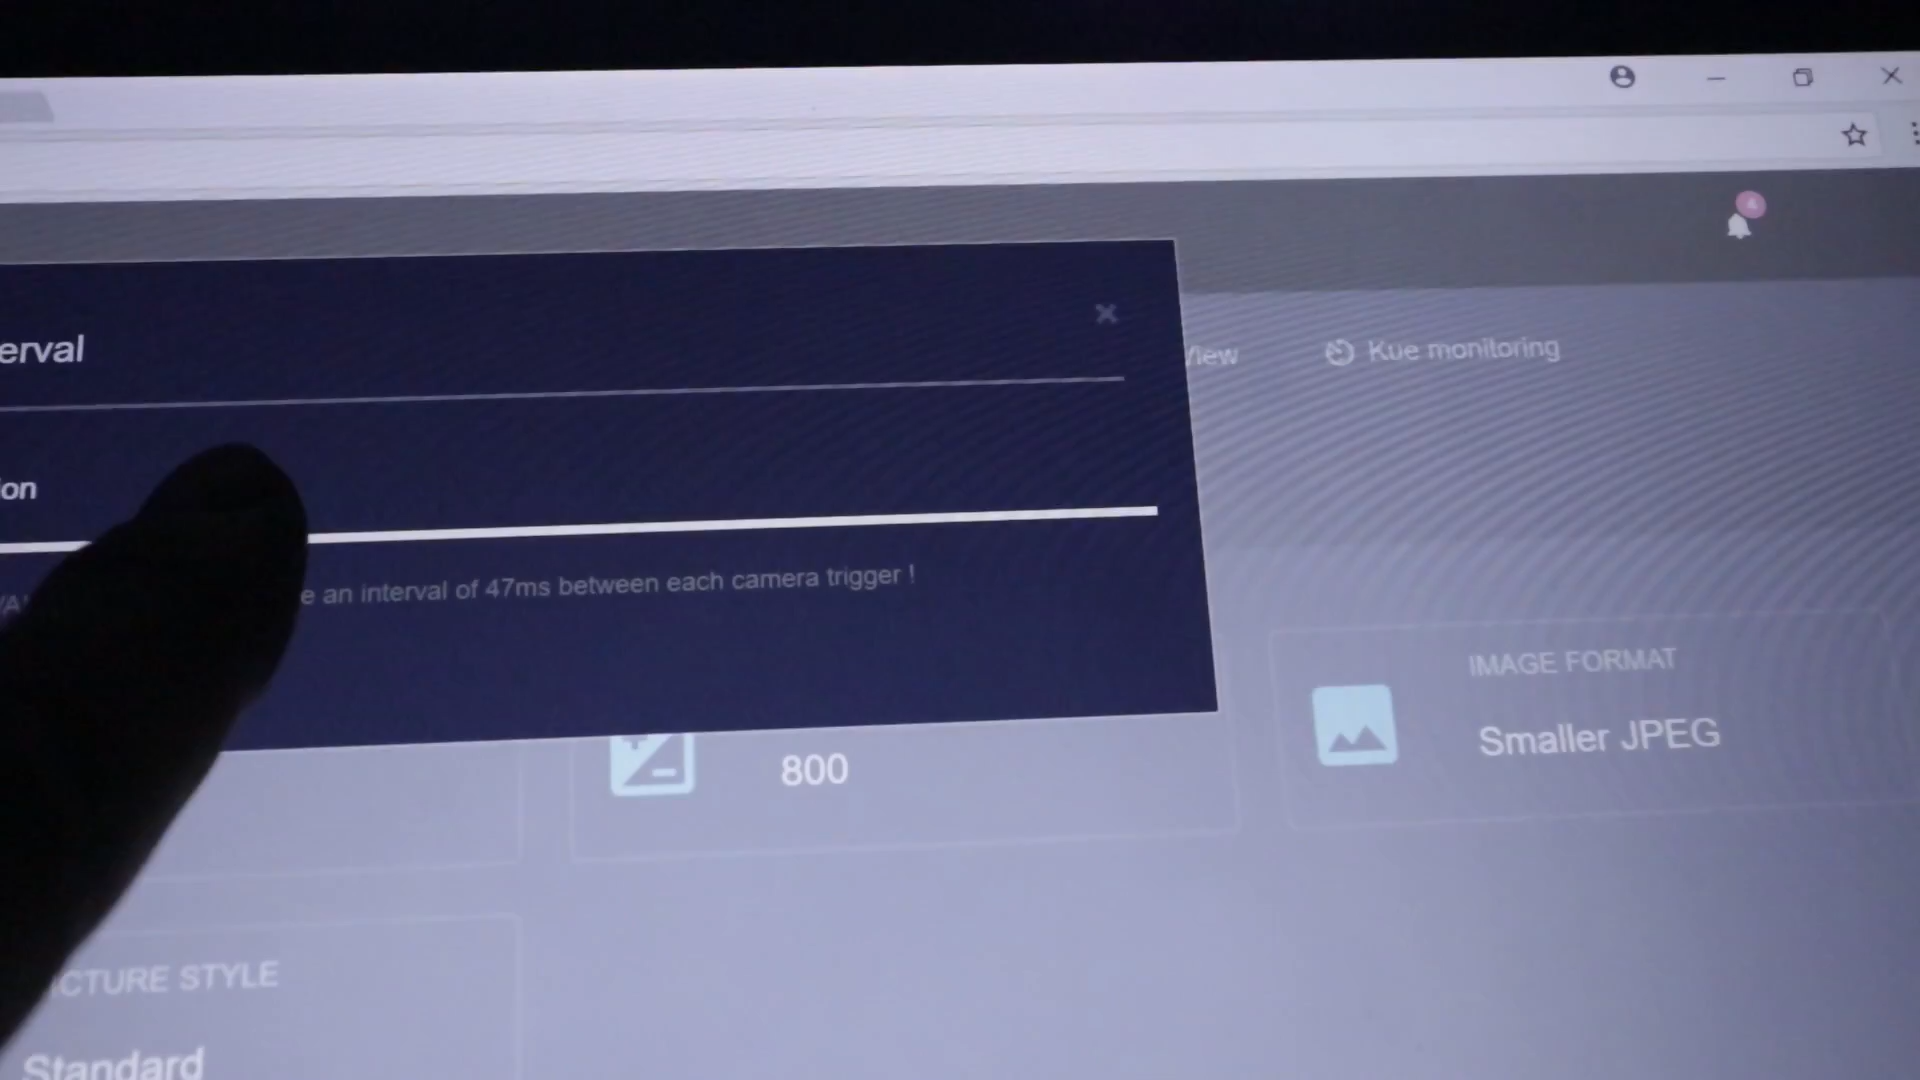 erval
iew
Kue monitoring
on
e an interval of 47ms between each camera trigger !
IMAGE FORMAT
Smaller JPEG
800
CTURE STYLE
Standard